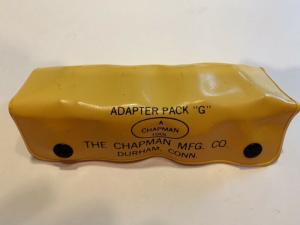 ADAPTER PACK "G"
A
CHAPMAN
TOOL
THE CHAPMAN MFG. CO.
DURHAM, CONN.